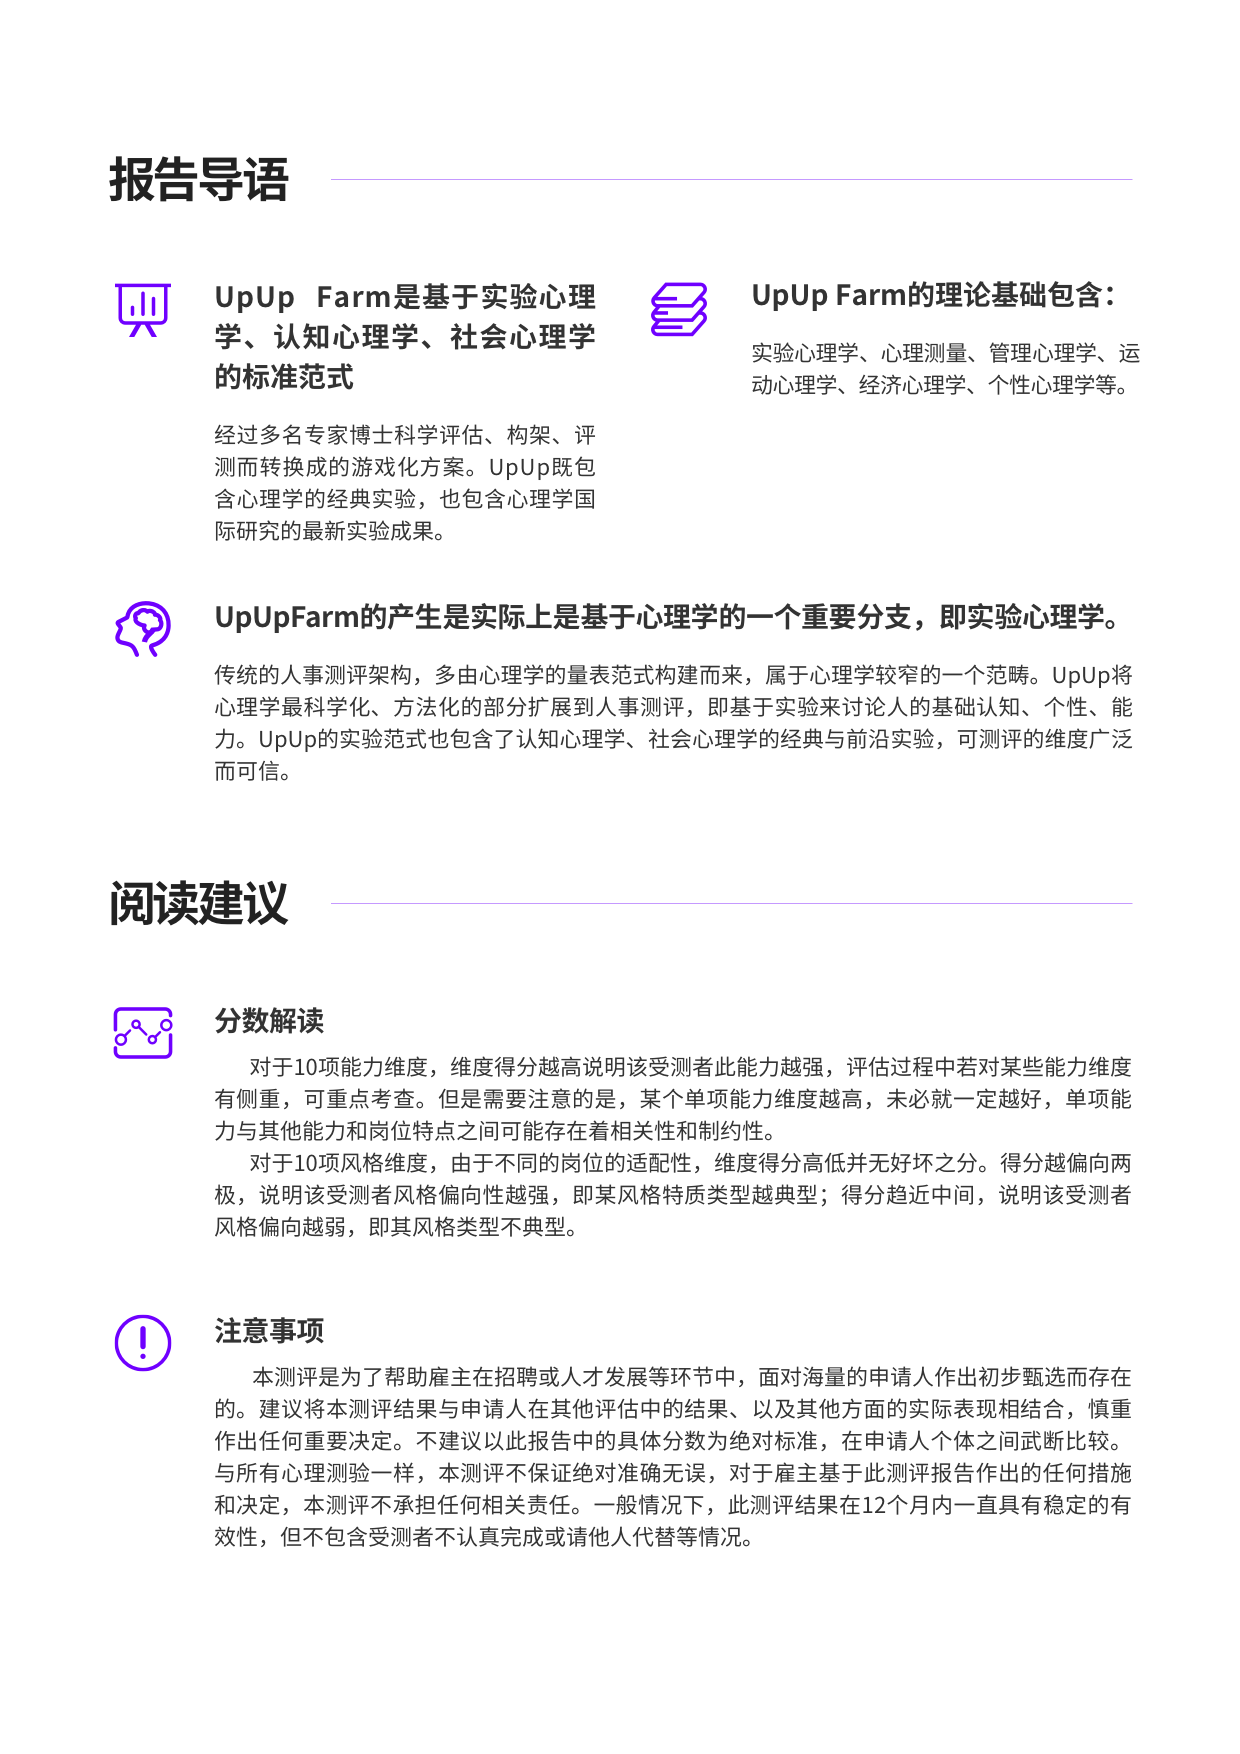 报告导语
UpUp Farm是基于实验心理
学、认知心理学、社会心理学
的标准范式
经过多名专家博士科学评估、构架、评
测而转换成的游戏化方案。UpUp既包
含心理学的经典实验，也包含心理学国
际研究的最新实验成果。
UpUp Farm的理论基础包含：
实验心理学、心理测量、管理心理学、运
动心理学、经济心理学、个性心理学等。
UpUpFarm的产生是实际上是基于心理学的一个重要分支，即实验心理学。
传统的人事测评架构，多由心理学的量表范式构建而来，属于心理学较窄的一个范畴。UpUp将
心理学最科学化、方法化的部分扩展到人事测评，即基于实验来讨论人的基础认知、个性、能
力。UpUp的实验范式也包含了认知心理学、社会心理学的经典与前沿实验，可测评的维度广泛
而可信。
阅读建议
分数解读
对于10项能力维度，维度得分越高说明该受测者此能力越强，评估过程中若对某些能力维度
有侧重，可重点考查。但是需要注意的是，某个单项能力维度越高，未必就一定越好，单项能
力与其他能力和岗位特点之间可能存在着相关性和制约性。
对于10项风格维度，由于不同的岗位的适配性，维度得分高低并无好坏之分。得分越偏向两
极，说明该受测者风格偏向性越强，即某风格特质类型越典型；得分趋近中间，说明该受测者
风格偏向越弱，即其风格类型不典型。
注意事项
本测评是为了帮助雇主在招聘或人才发展等环节中，面对海量的申请人作出初步甄选而存在
的。建议将本测评结果与申请人在其他评估中的结果、以及其他方面的实际表现相结合，慎重
作出任何重要决定。不建议以此报告中的具体分数为绝对标准，在申请人个体之间武断比较。
与所有心理测验一样，本测评不保证绝对准确无误，对于雇主基于此测评报告作出的任何措施
和决定，本测评不承担任何相关责任。一般情况下，此测评结果在12个月内一直具有稳定的有
效性，但不包含受测者不认真完成或请他人代替等情况。